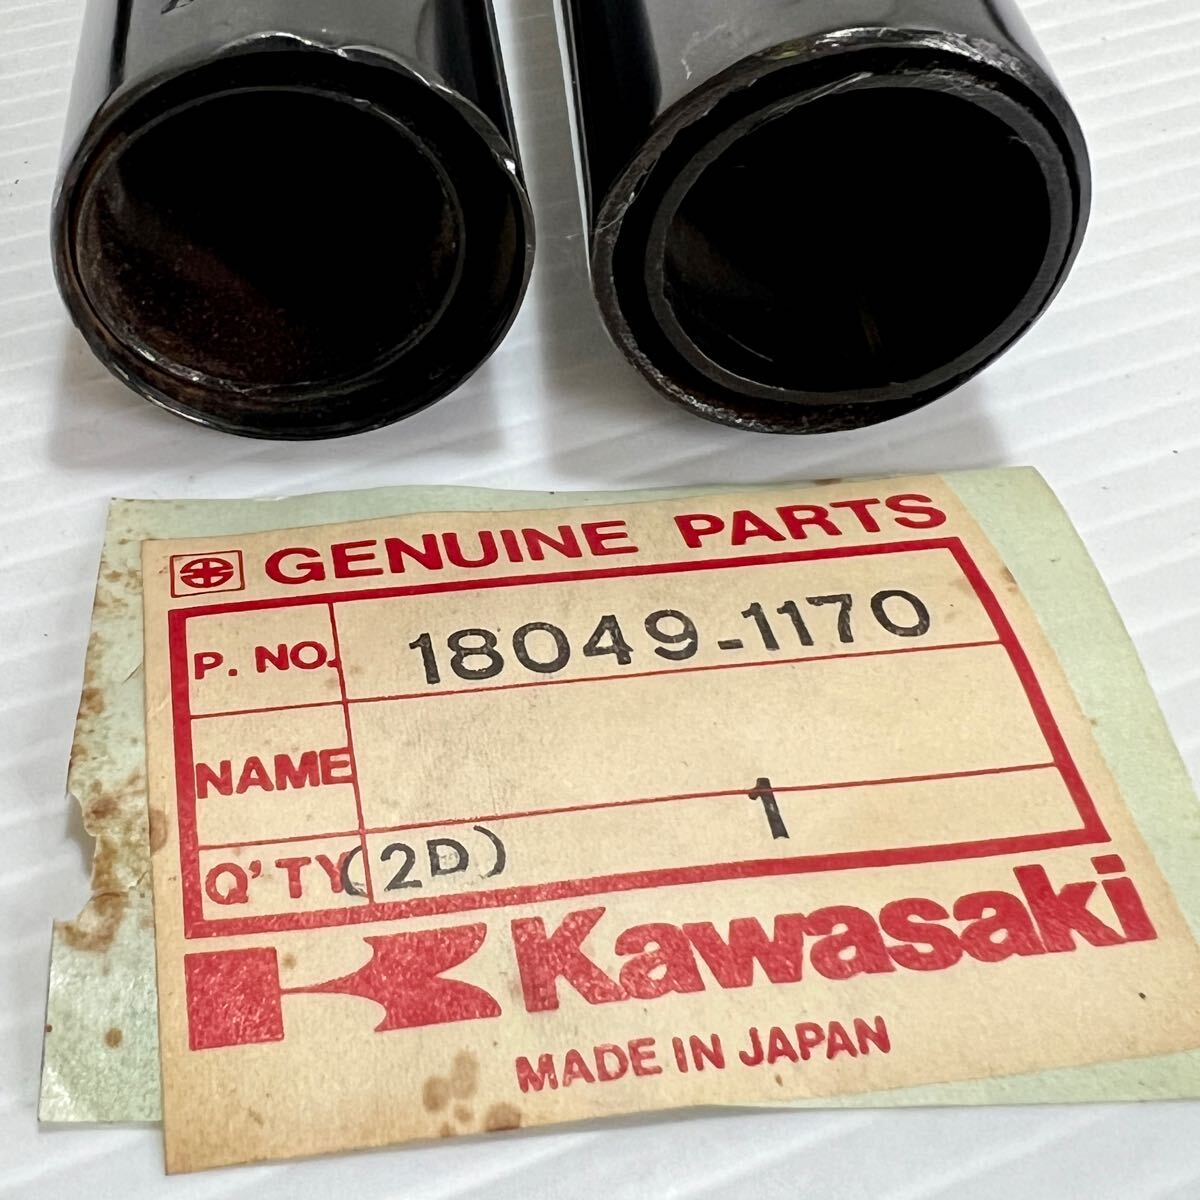 GENUINE PARTS
P. NO. 18049-1170
NAME
Q'TY (2D) 1
Kawasaki
MADE IN JAPAN